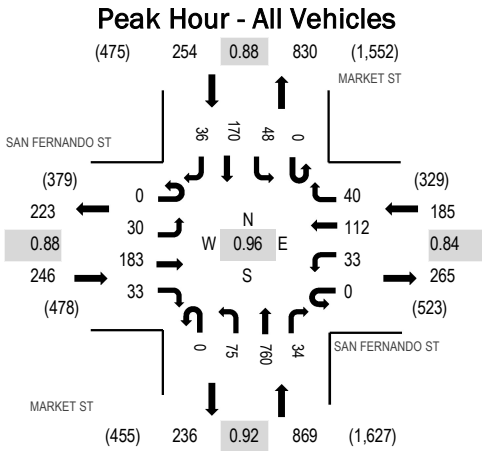 Peak Hour - All Vehicles
(475) 254 0.88 830 (1,552)
MARKET ST
36 170 48 0
SAN FERNANDO ST
(379) 0 40 (329)
223 30 N 112 185
0.88 W 0.96 E 0.84
246 183 S 33 265
(478) 33 0 (523)
0 75 760 34
SAN FERNANDO ST
MARKET ST
(455) 236 0.92 869 (1,627)